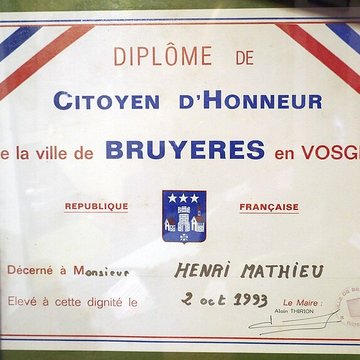 DIPLÔME DE
CITOYEN D'HONNEUR
e la ville de BRUYERES en VOSG
REPUBLIQUE FRANÇAISE
Décerné à Monsieur HENRI MATHIEU
Elevé à cette dignité le 2 oct 1993 Le Maire :
Alain THIRION